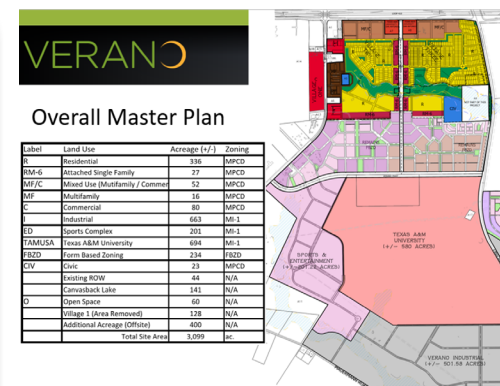 VERANO
Overall Master Plan
Label Land Use Acreage (+/-) Zoning
R Residential 336 MPCD
RM-6 Attached Single Family 27 MPCD
MF/C Mixed Use (Mutifamily / Commer 52 MPCD
MF Multifamily 16 MPCD
C Commercial 80 MPCD
I Industrial 663 MI-1
ED Sports Complex 201 MI-1
TAMUSA Texas A&M University 694 MI-1
FBZD Form Based Zoning 234 FBZD
CIV Civic 23 MPCD
Existing ROW 44 N/A
Canvasback Lake 141 N/A
O Open Space 60 N/A
Village 1 (Area Removed) 128 N/A
Additional Acreage (Offsite) 400 N/A
Total Site Area 3,099 ac.
CIV
TEXAS A&M
UNIVERSITY
(+/- 580 ACRES)
SPORTS &
ENTERTAINMENT
VERANO INDUSTRIAL